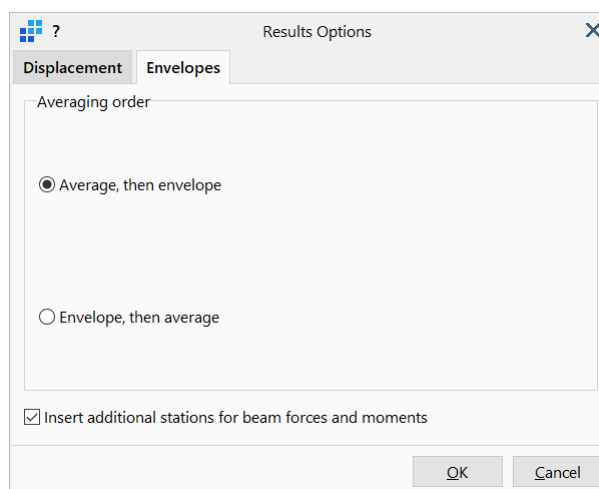 ? Results Options
Displacement Envelopes
Averaging order
Average, then envelope
Envelope, then average
Insert additional stations for beam forces and moments
OK Cancel